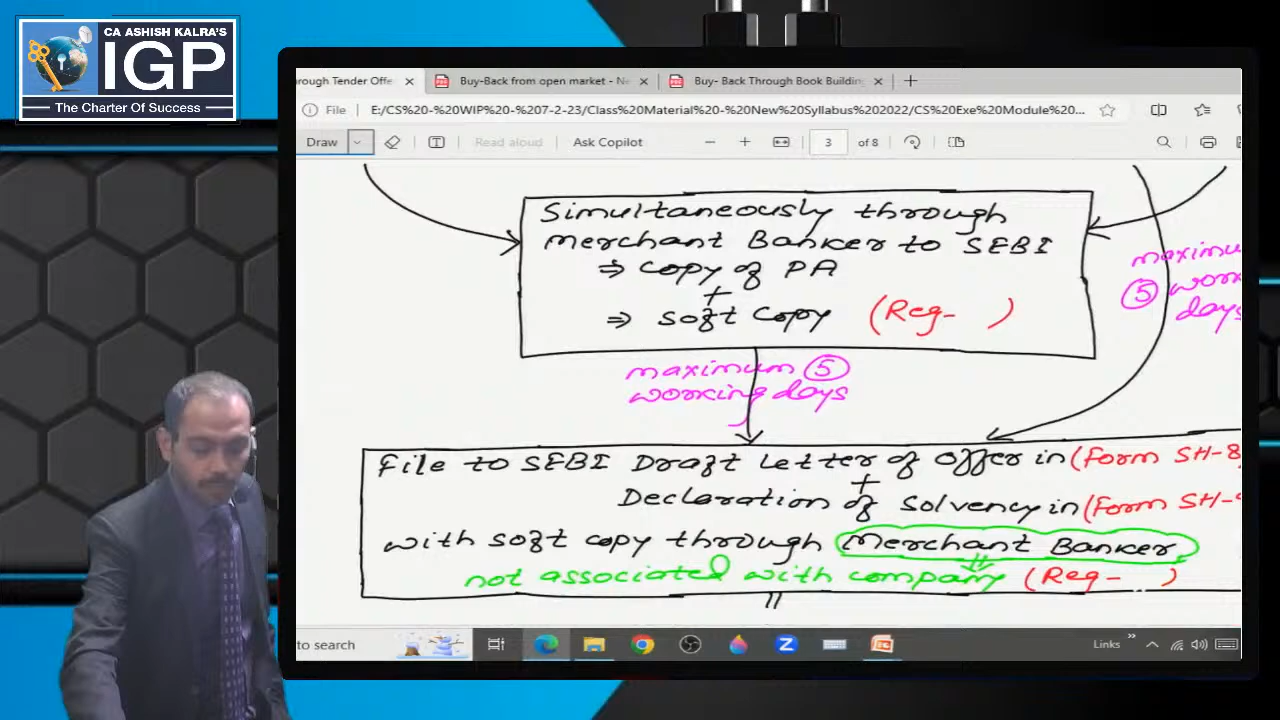 CA ASHISH KALRA'S
IGP
The Charter Of Success
hrough Tender Offe
Buy-Back from open market - Ne
Buy- Back Through Book Buildin
File
E:/CS%20-%20WIP%20-%207-2-23/Class%20Material%20-%20New%20Syllabus%202022/CS%20Exe%20Module%20...
Draw
Read aloud
Ask Copilot
3
of 8
Simultaneously through
Merchant Banker to SEBI
⇒ copy of PA
+
⇒ soft copy (Reg- )
maximu
⑤ work
days
maximum ⑤
working days
File to SEBI Draft Letter of Offer in (Form SH-8
+
Declaration of Solvency in (Form SH-
with soft copy through Merchant Banker
not associated with company (Reg- )
to search
Links